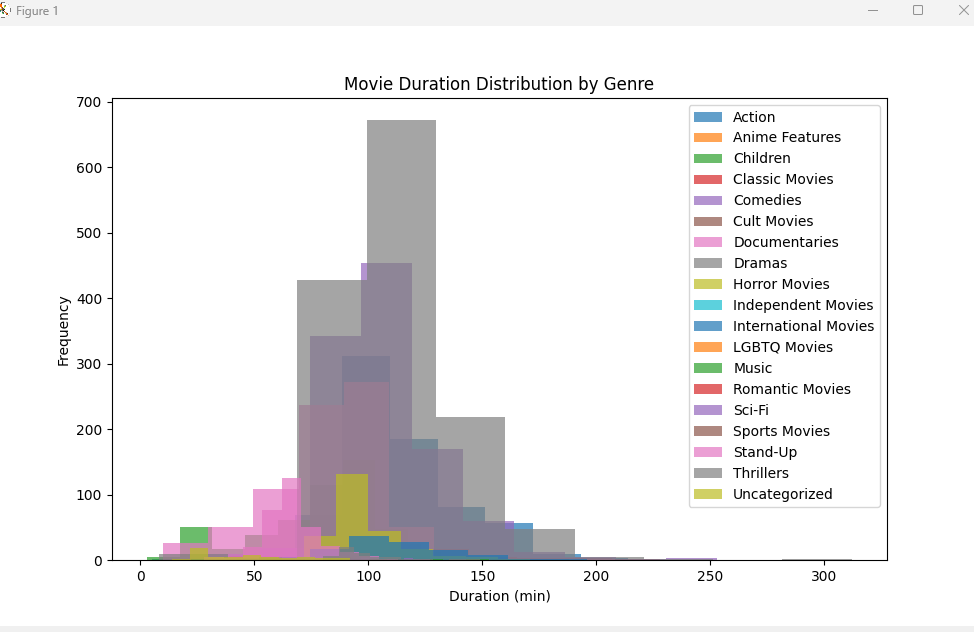 Figure 1
Movie Duration Distribution by Genre
700
600
500
400
300
200
100
0
Frequency
0 50 100 150 200 250 300
Duration (min)
Action
Anime Features
Children
Classic Movies
Comedies
Cult Movies
Documentaries
Dramas
Horror Movies
Independent Movies
International Movies
LGBTQ Movies
Music
Romantic Movies
Sci-Fi
Sports Movies
Stand-Up
Thrillers
Uncategorized